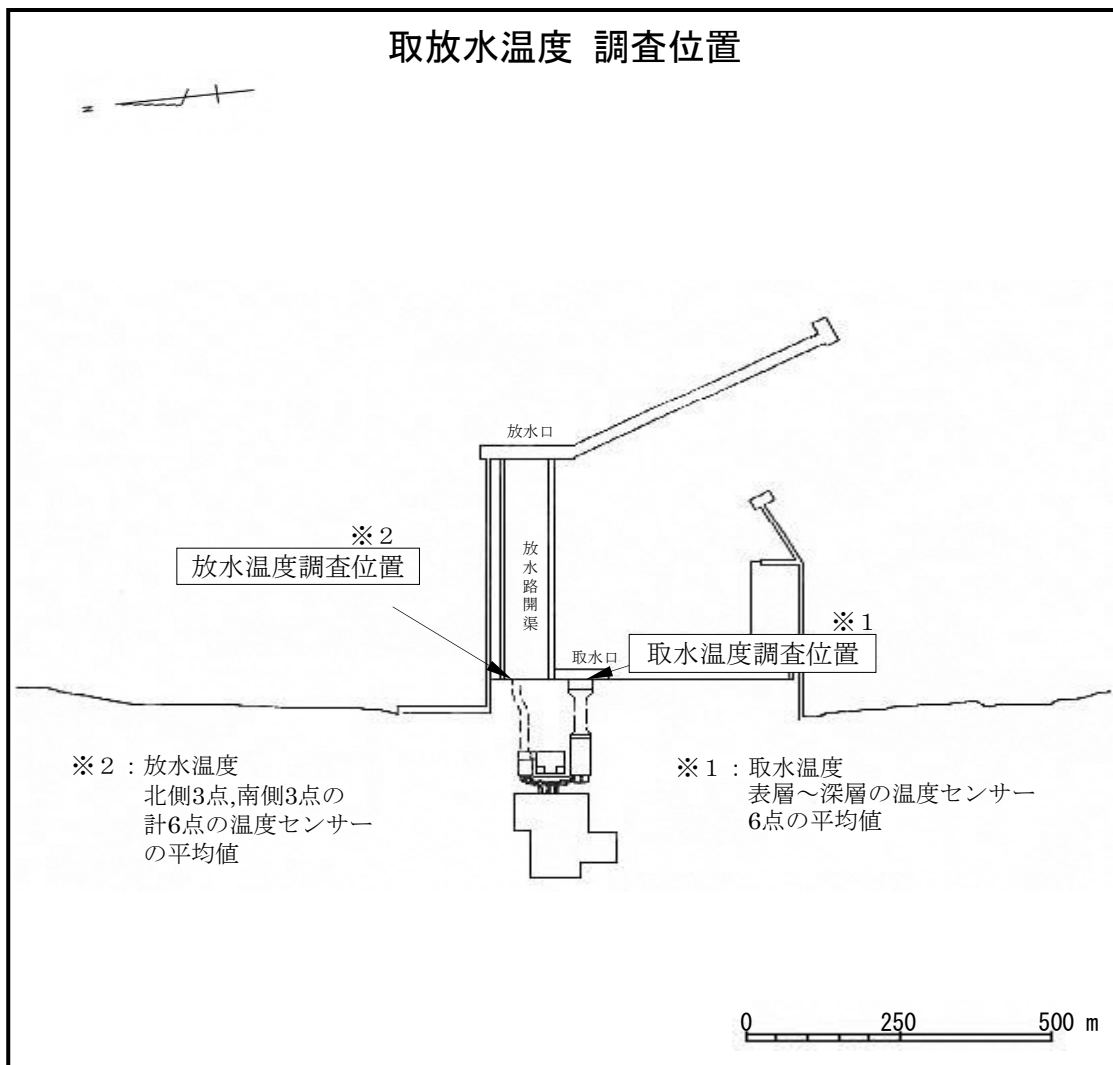 取放水温度 調査位置
N
放水口
※2
放水温度調査位置
放水路開渠
※1
取水口
取水温度調査位置
※2：放水温度
北側3点,南側3点の
計6点の温度センサー
の平均値
※1：取水温度
表層～深層の温度センサー
6点の平均値
0 250 500 m